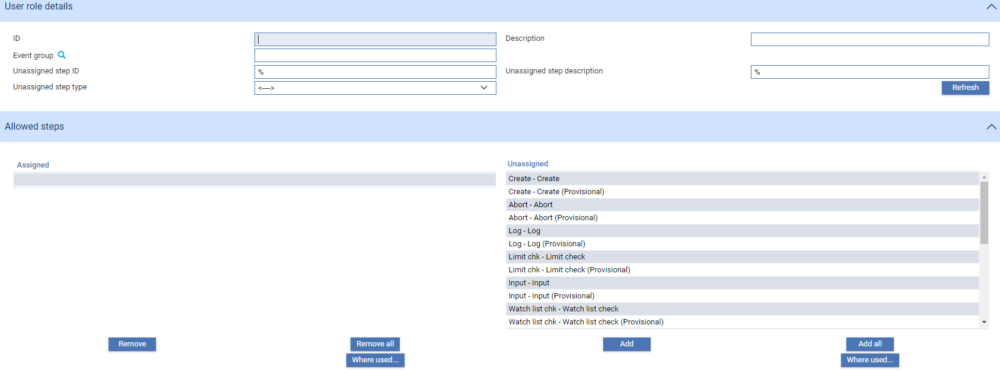 User role details
ID
Description
Event group
Unassigned step ID
%
Unassigned step description
%
Unassigned step type
<---->
Refresh
Allowed steps
Assigned
Unassigned
Create - Create
Create - Create (Provisional)
Abort - Abort
Abort - Abort (Provisional)
Log - Log
Log - Log (Provisional)
Limit chk - Limit check
Limit chk - Limit check (Provisional)
Input - Input
Input - Input (Provisional)
Watch list chk - Watch list check
Watch list chk - Watch list check (Provisional)
Remove
Remove all
Add
Add all
Where used...
Where used...